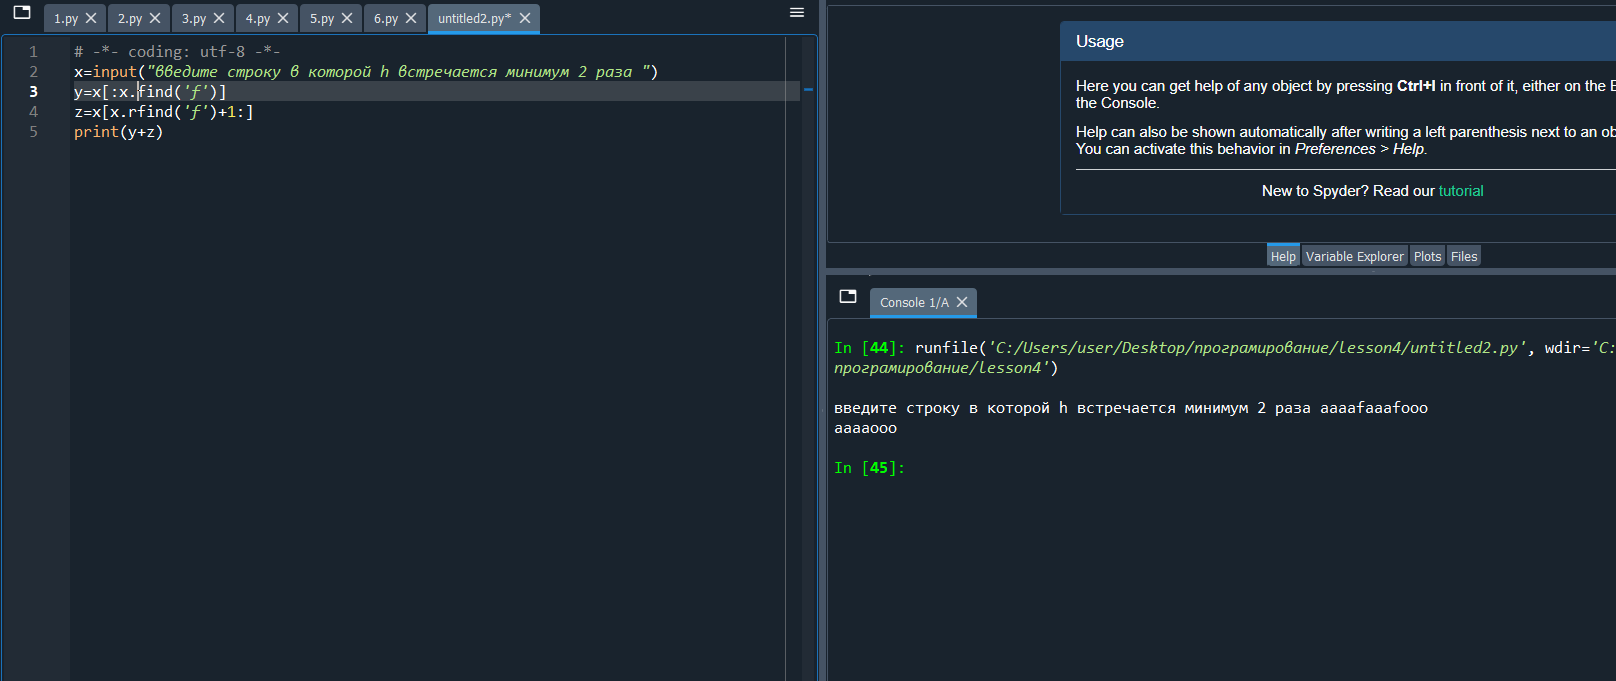 1.py 2.py 3.py 4.py 5.py 6.py untitled2.py*
1 # -*- coding: utf-8 -*-
2 x=input("введите строку в которой h встречается минимум 2 раза ")
3 y=x[:x.find('f')]
4 z=x[x.rfind('f')+1:]
5 print(y+z)
Usage
Here you can get help of any object by pressing Ctrl+I in front of it, either on the E
the Console.
Help can also be shown automatically after writing a left parenthesis next to an ob
You can activate this behavior in Preferences > Help.
New to Spyder? Read our tutorial
Help Variable Explorer Plots Files
Console 1/A
In [44]: runfile('C:/Users/user/Desktop/програмирование/lesson4/untitled2.py', wdir='C:
програмирование/lesson4')
введите строку в которой h встречается минимум 2 раза aaaafaaafooo
aaaaooo
In [45]: